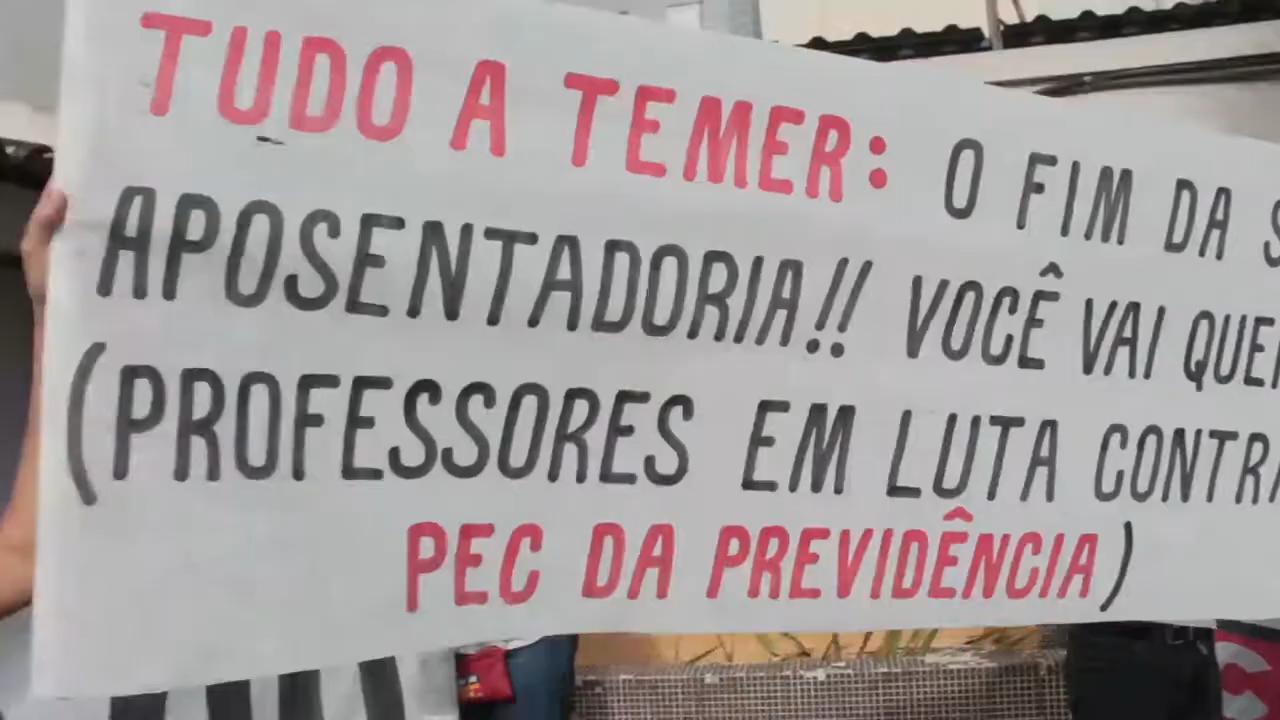 TUDO A TEMER: O FIM DA
APOSENTADORIA!! VOCÊ VAI
(PROFESSORES EM LUTA
PEC DA PREVIDÊNCIA)